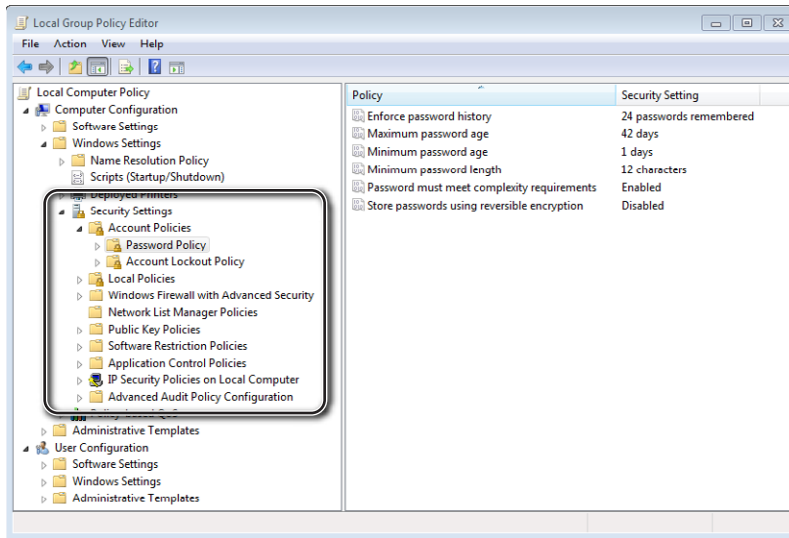 Local Group Policy Editor
File Action View Help
Local Computer Policy
Computer Configuration
Software Settings
Windows Settings
Name Resolution Policy
Scripts (Startup/Shutdown)
Deployed Printers
Security Settings
Account Policies
Password Policy
Account Lockout Policy
Local Policies
Windows Firewall with Advanced Security
Network List Manager Policies
Public Key Policies
Software Restriction Policies
Application Control Policies
IP Security Policies on Local Computer
Advanced Audit Policy Configuration
Policy-based QoS
Administrative Templates
User Configuration
Software Settings
Windows Settings
Administrative Templates
Policy Security Setting
Enforce password history 24 passwords remembered
Maximum password age 42 days
Minimum password age 1 days
Minimum password length 12 characters
Password must meet complexity requirements Enabled
Store passwords using reversible encryption Disabled